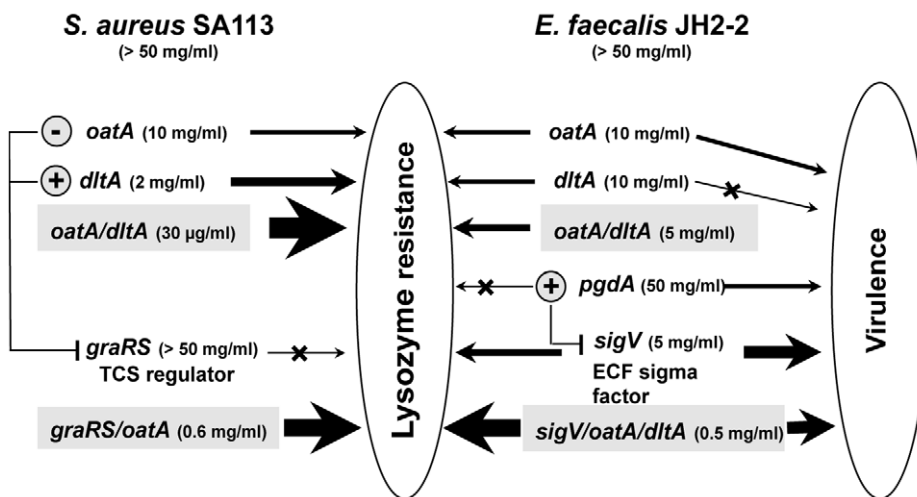 S. aureus SA113
(> 50 mg/ml)
E. faecalis JH2-2
(> 50 mg/ml)
- oatA (10 mg/ml)
+ dltA (2 mg/ml)
oatA/dltA (30 µg/ml)
graRS (> 50 mg/ml)
TCS regulator
graRS/oatA (0.6 mg/ml)
Lysozyme resistance
oatA (10 mg/ml)
dltA (10 mg/ml)
oatA/dltA (5 mg/ml)
+ pgdA (50 mg/ml)
sigV (5 mg/ml)
ECF sigma
factor
sigV/oatA/dltA (0.5 mg/ml)
Virulence